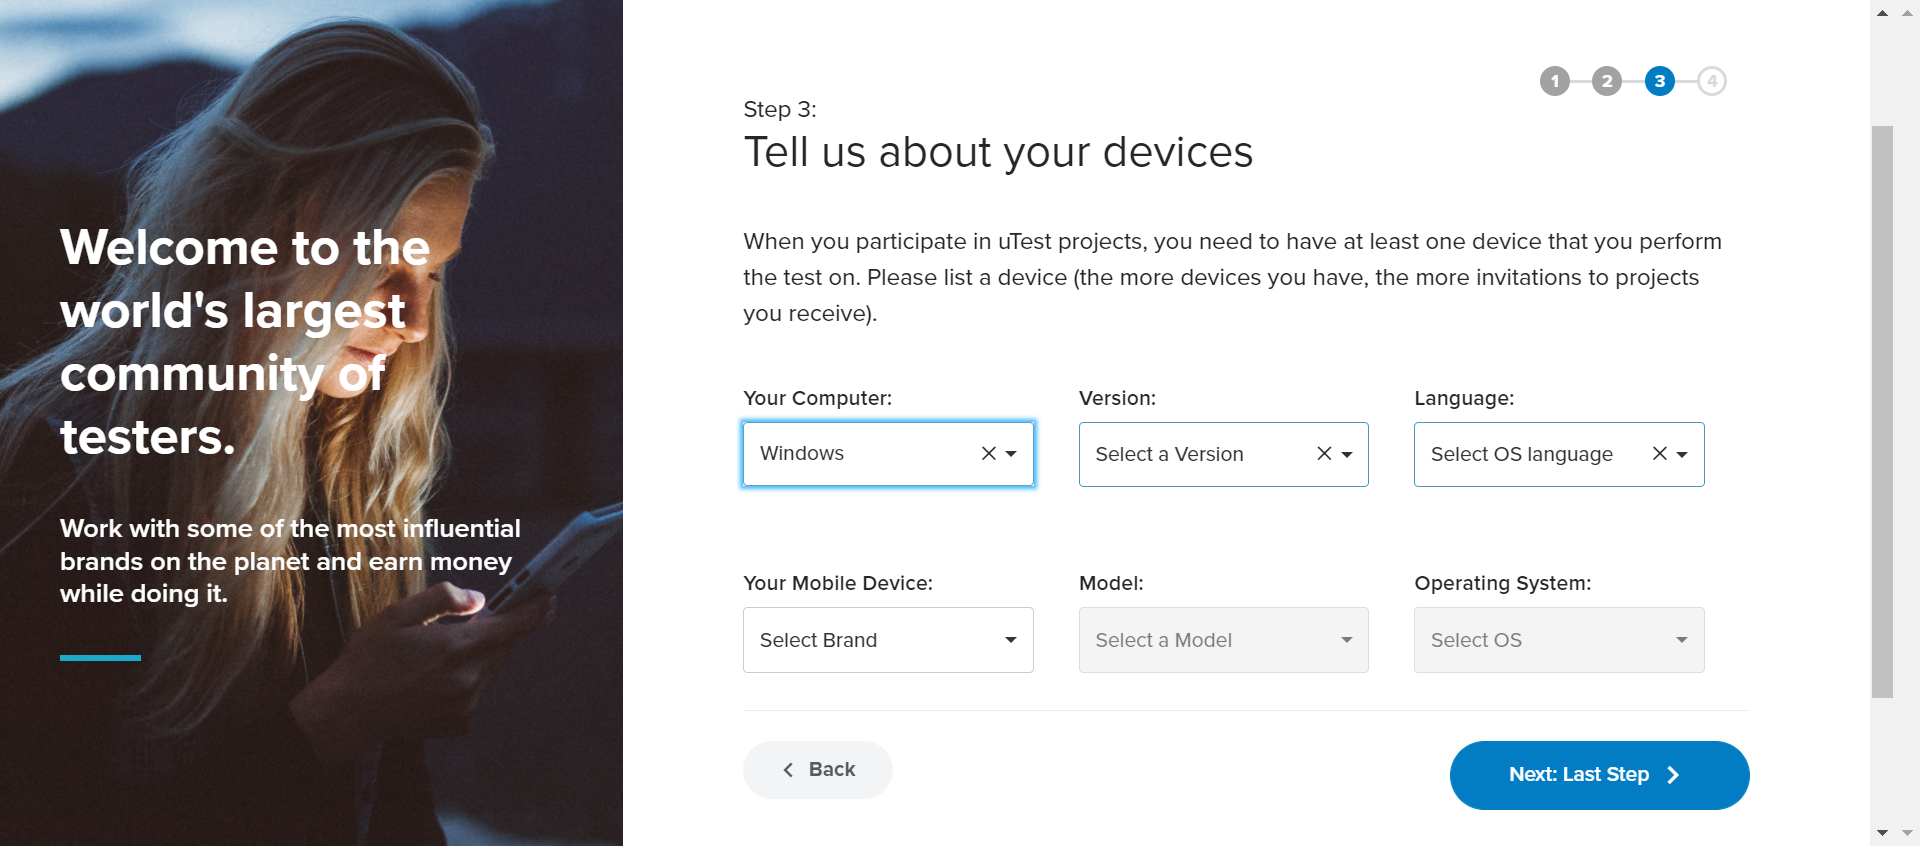 Welcome to the
world's largest
community of
testers.
Work with some of the most influential
brands on the planet and earn money
while doing it.
1 2 3 4
Step 3:
Tell us about your devices
When you participate in uTest projects, you need to have at least one device that you perform
the test on. Please list a device (the more devices you have, the more invitations to projects
you receive).
Your Computer: Version: Language:
Windows Select a Version Select OS language
Your Mobile Device: Model: Operating System:
Select Brand Select a Model Select OS
Back Next: Last Step